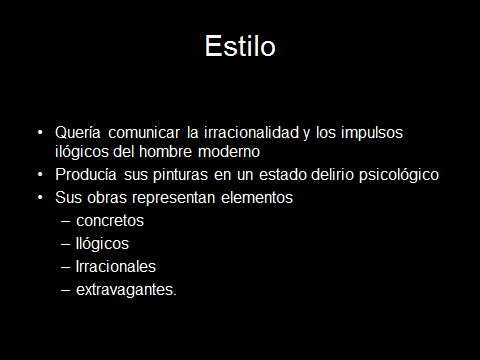 Estilo
• Quería comunicar la irracionalidad y los impulsos
ilógicos del hombre moderno
• Producía sus pinturas en un estado delirio psicológico
• Sus obras representan elementos
– concretos
– Ilógicos
– Irracionales
– extravagantes.